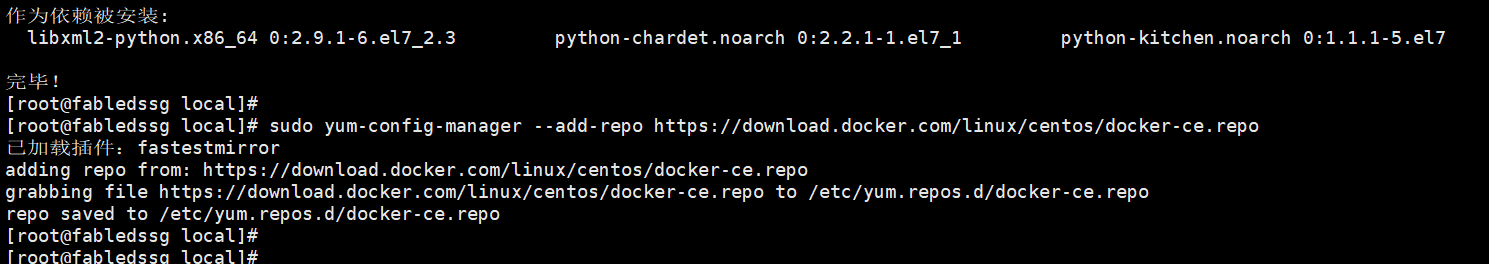 作为依赖被安装:
libxml2-python.x86_64 0:2.9.1-6.el7_2.3 python-chardet.noarch 0:2.2.1-1.el7_1 python-kitchen.noarch 0:1.1.1-5.el7
完毕！
[root@fabledssg local]#
[root@fabledssg local]# sudo yum-config-manager --add-repo https://download.docker.com/linux/centos/docker-ce.repo
已加载插件：fastestmirror
adding repo from: https://download.docker.com/linux/centos/docker-ce.repo
grabbing file https://download.docker.com/linux/centos/docker-ce.repo to /etc/yum.repos.d/docker-ce.repo
repo saved to /etc/yum.repos.d/docker-ce.repo
[root@fabledssg local]#
[root@fabledssg local]#